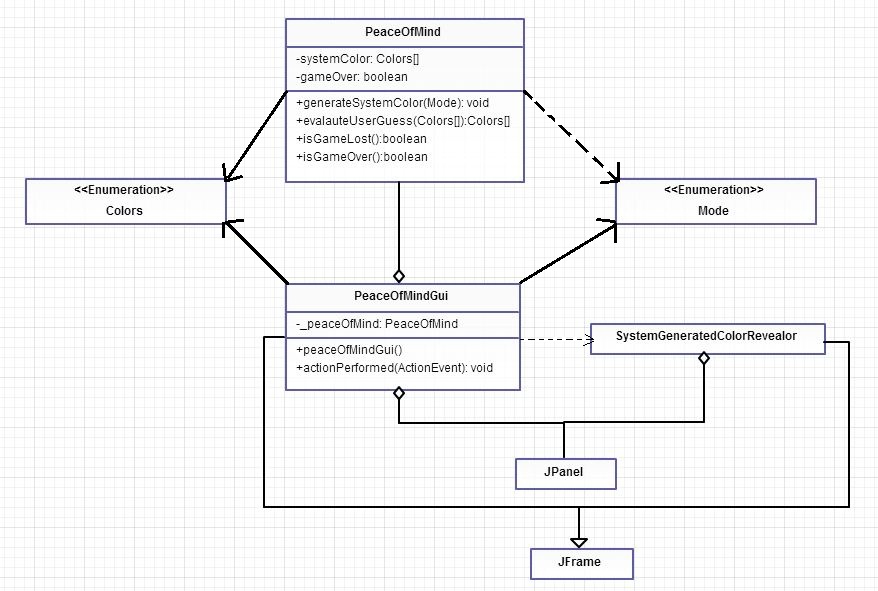 PeaceOfMind
-systemColor: Colors[]
-gameOver: boolean
+generateSystemColor(Mode): void
+evalauteUserGuess(Colors[]):Colors[]
+isGameLost():boolean
+isGameOver():boolean
<<Enumeration>>
Colors
<<Enumeration>>
Mode
PeaceOfMindGui
-_peaceOfMind: PeaceOfMind
+peaceOfMindGui()
+actionPerformed(ActionEvent): void
SystemGeneratedColorRevealor
JPanel
JFrame